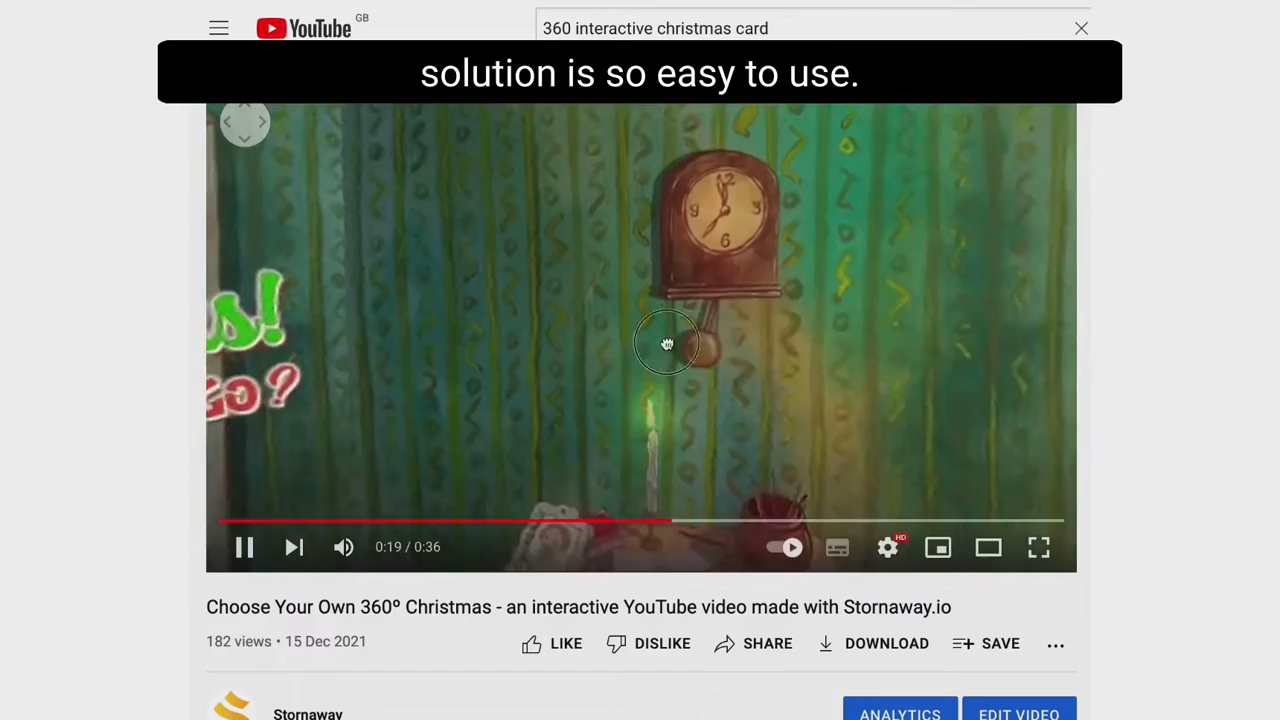 YouTube GB
360 interactive christmas card
solution is so easy to use.
12
9 3
6
s!
GO?
0:19 / 0:36
HD
Choose Your Own 360º Christmas - an interactive YouTube video made with Stornaway.io
182 views • 15 Dec 2021
LIKE DISLIKE SHARE DOWNLOAD SAVE
Stornaway
ANALYTICS EDIT VIDEO